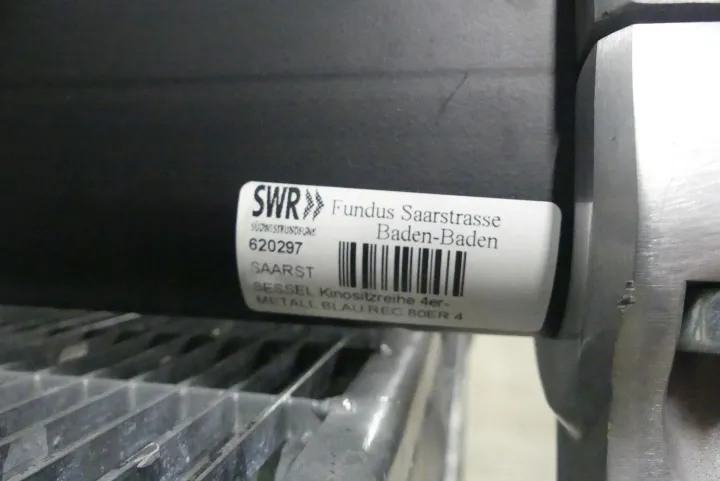 SWR
SÜDWESTRUNDFUNK
Fundus Saarstrasse
Baden-Baden
620297
SAARST
SESSEL Kinositzreihe 4er-
METALL BLAU REC 80ER 4